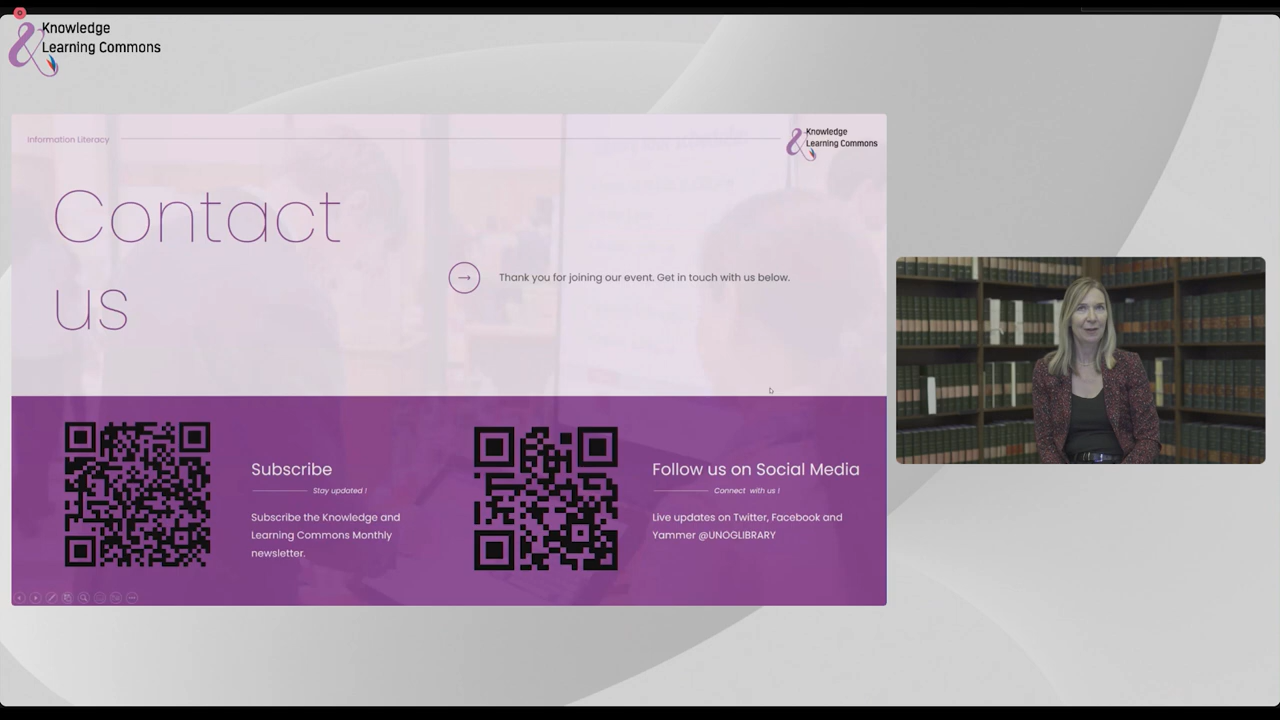 Knowledge
Learning Commons
Information Literacy
Knowledge
Learning Commons
Contact
us
Thank you for joining our event. Get in touch with us below.
Subscribe
Stay updated !
Subscribe the Knowledge and
Learning Commons Monthly
newsletter.
Follow us on Social Media
Connect with us !
Live updates on Twitter, Facebook and
Yammer @UNOGLIBRARY